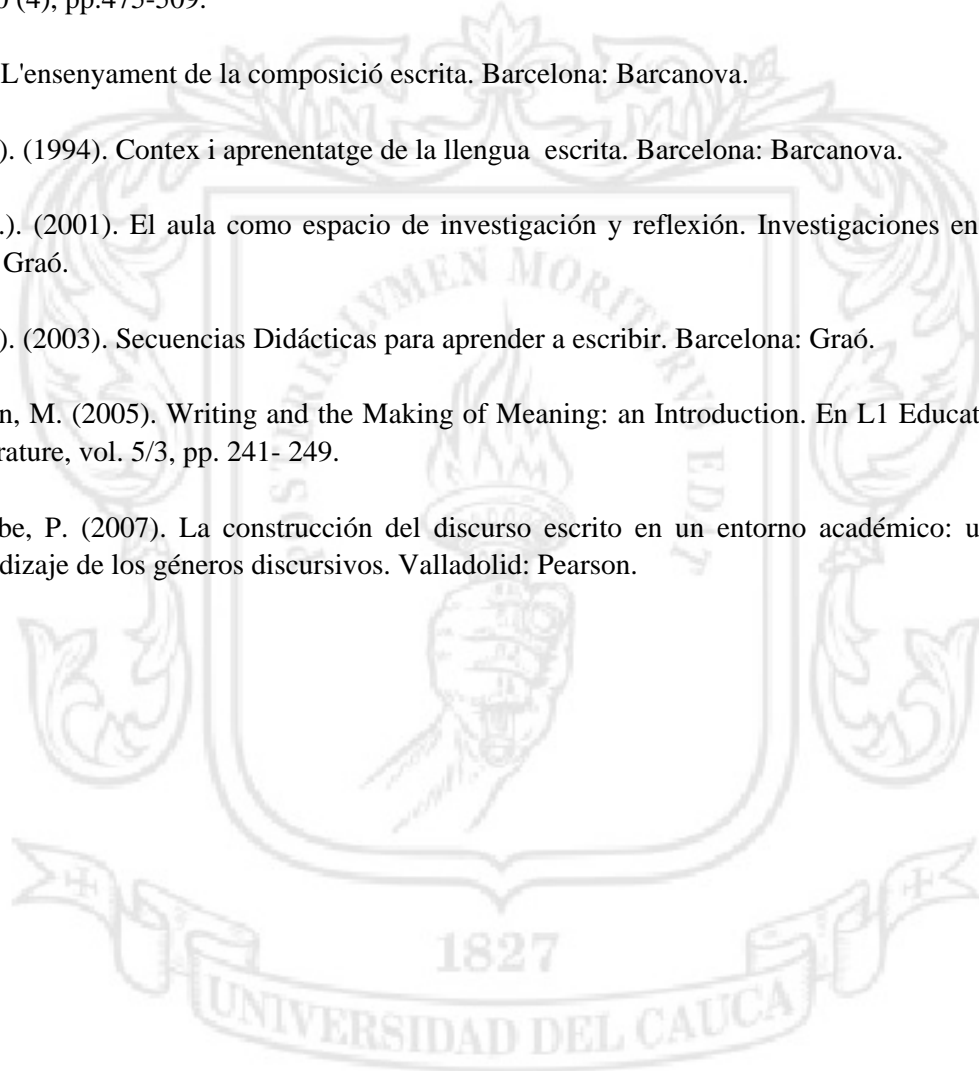 0 (4), pp.475-509.
L'ensenyament de la composició escrita. Barcelona: Barcanova.
). (1994). Contex i aprenentatge de la llengua escrita. Barcelona: Barcanova.
.). (2001). El aula como espacio de investigación y reflexión. Investigaciones en
Graó.
). (2003). Secuencias Didácticas para aprender a escribir. Barcelona: Graó.
n, M. (2005). Writing and the Making of Meaning: an Introduction. En L1 Educat
rature, vol. 5/3, pp. 241- 249.
be, P. (2007). La construcción del discurso escrito en un entorno académico: u
dizaje de los géneros discursivos. Valladolid: Pearson.
POSTERIS LVMEN MORITVRVS EDAT
1827
UNIVERSIDAD DEL CAUCA